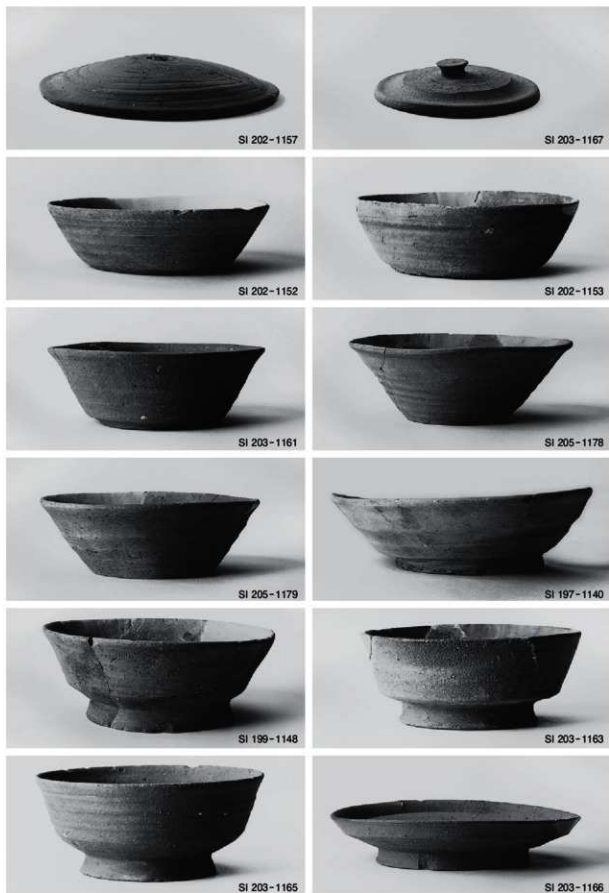 SI 202-1157
SI 203-1167
SI 202-1152
SI 202-1153
SI 203-1161
SI 205-1178
SI 205-1179
SI 197-1140
SI 199-1148
SI 203-1163
SI 203-1165
SI 203-1166